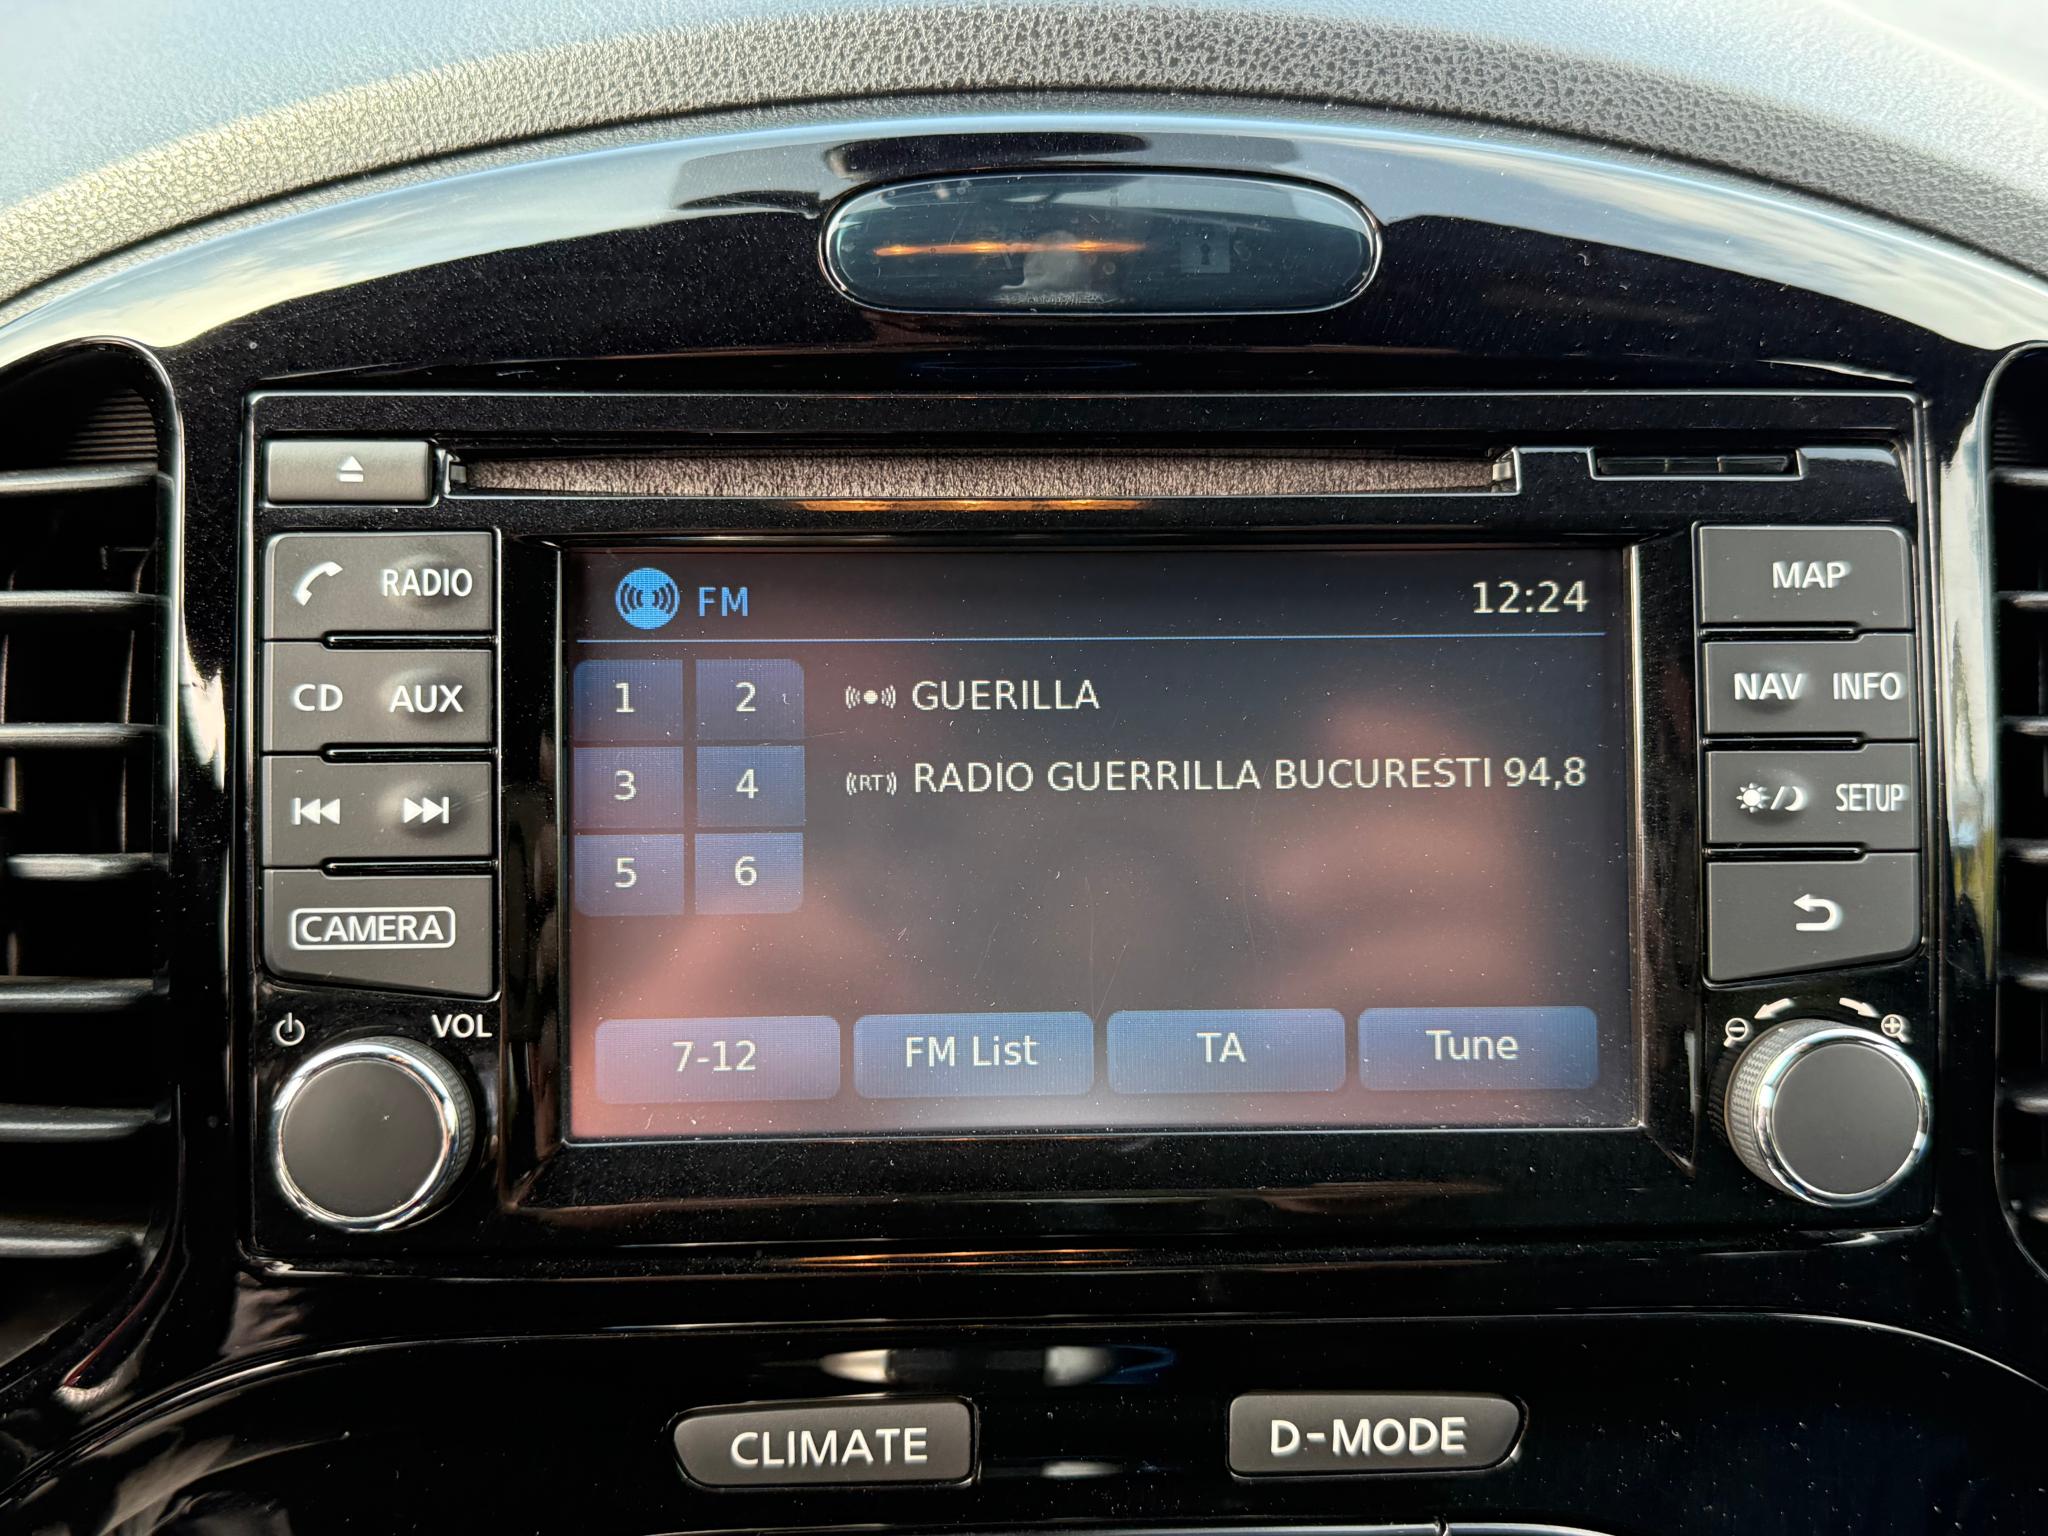 RADIO
MAP
FM 12:24
CD AUX
1 2 GUERILLA
NAV INFO
3 4 RT RADIO GUERRILLA BUCURESTI 94,8
SETUP
5 6
CAMERA
VOL
7-12 FM List TA Tune
CLIMATE D-MODE